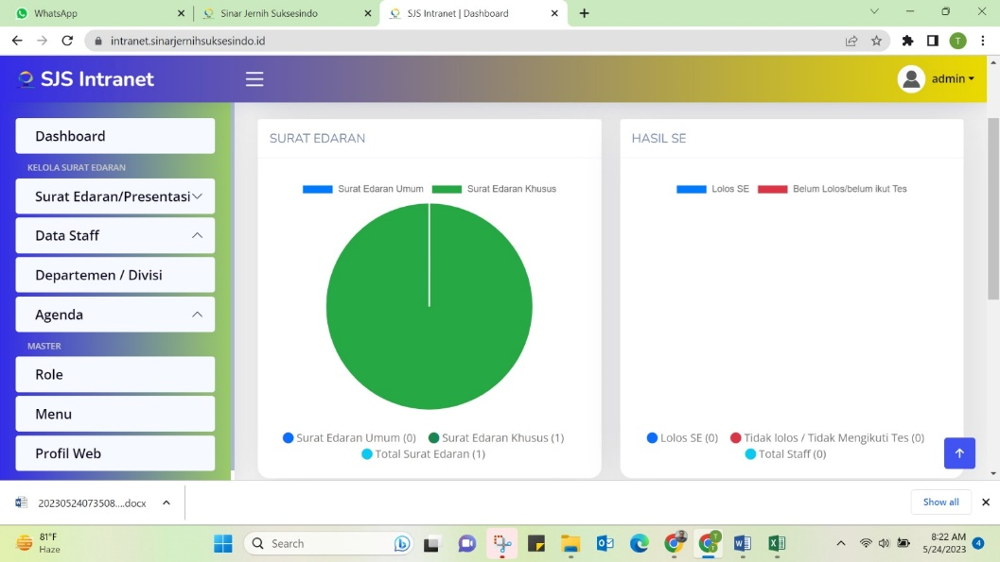 WhatsApp
Sinar Jernih Suksesindo
SJS Intranet | Dashboard
intranet.sinarjernihsuksesindo.id
T
SJS Intranet
admin
Dashboard
KELOLA SURAT EDARAN
Surat Edaran/Presentasi
Data Staff
Departemen / Divisi
Agenda
MASTER
Role
Menu
Profil Web
SURAT EDARAN
Surat Edaran Umum
Surat Edaran Khusus
Surat Edaran Umum (0)
Surat Edaran Khusus (1)
Total Surat Edaran (1)
HASIL SE
Lolos SE
Belum Lolos/belum ikut Tes
Lolos SE (0)
Tidak lolos / Tidak Mengikuti Tes (0)
Total Staff (0)
20230524073508....docx
Show all
81°F
Haze
Search
8:22 AM
5/24/2023
4